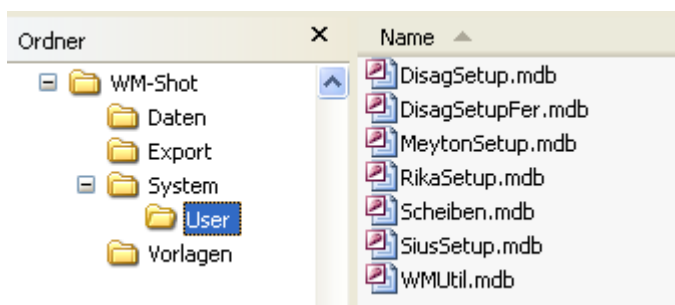 Ordner
WM-Shot
Daten
Export
System
User
Vorlagen
Name
DisagSetup.mdb
DisagSetupFer.mdb
MeytonSetup.mdb
RikaSetup.mdb
Scheiben.mdb
SiusSetup.mdb
WMUtil.mdb